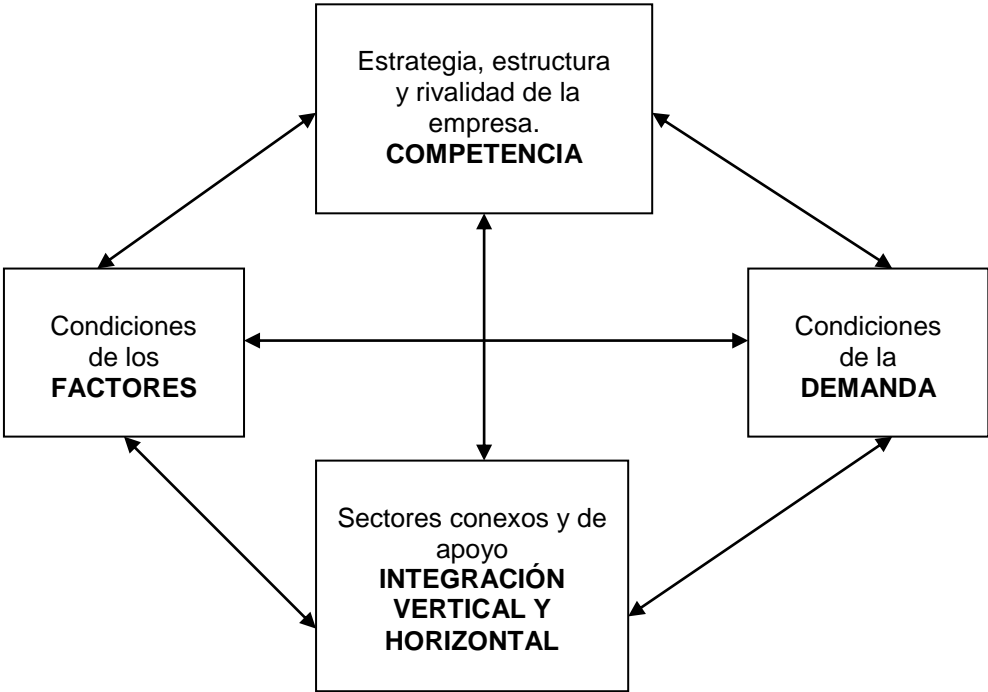 Estrategia, estructura
y rivalidad de la
empresa.
COMPETENCIA
Condiciones
de los
FACTORES
Condiciones
de la
DEMANDA
Sectores conexos y de
apoyo
INTEGRACIÓN
VERTICAL Y
HORIZONTAL